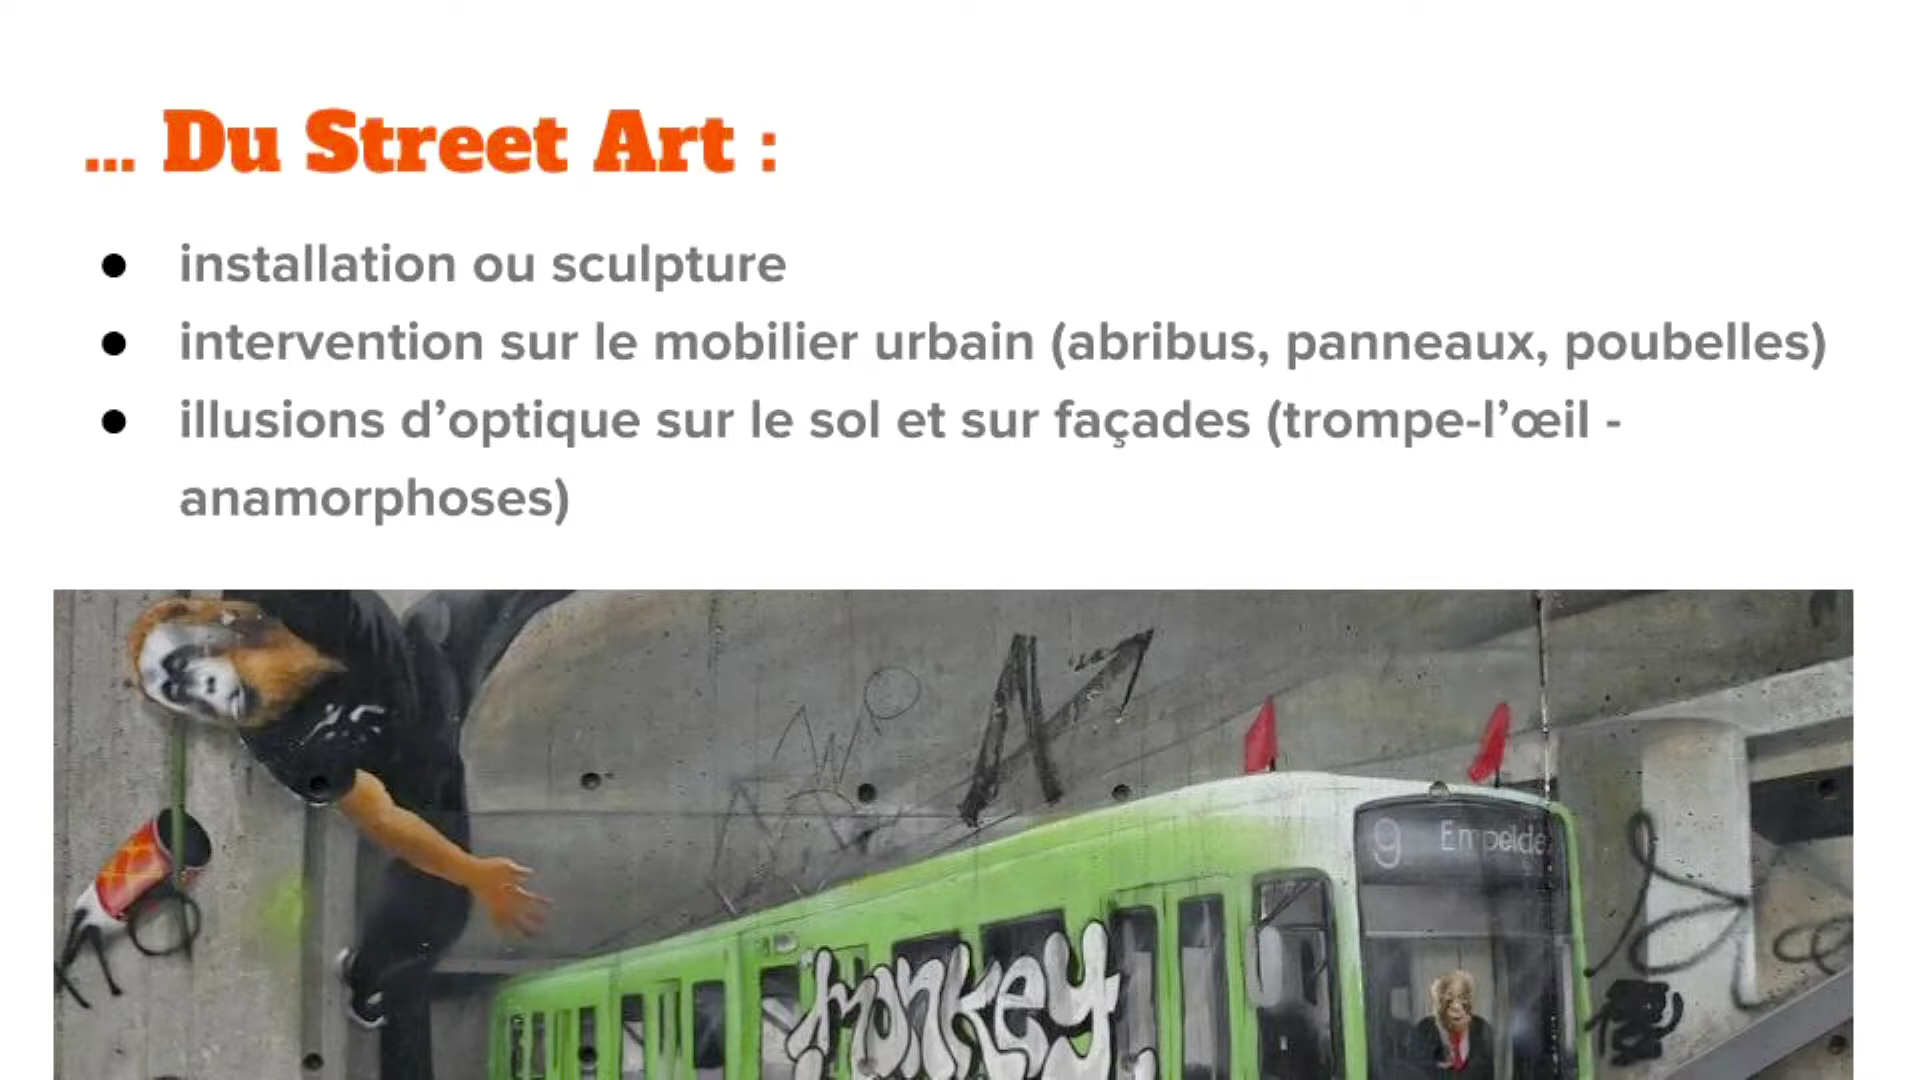 ... Du Street Art :
● installation ou sculpture
● intervention sur le mobilier urbain (abribus, panneaux, poubelles)
● illusions d’optique sur le sol et sur façades (trompe-l’œil -
anamorphoses)
9 Empelde
monkey